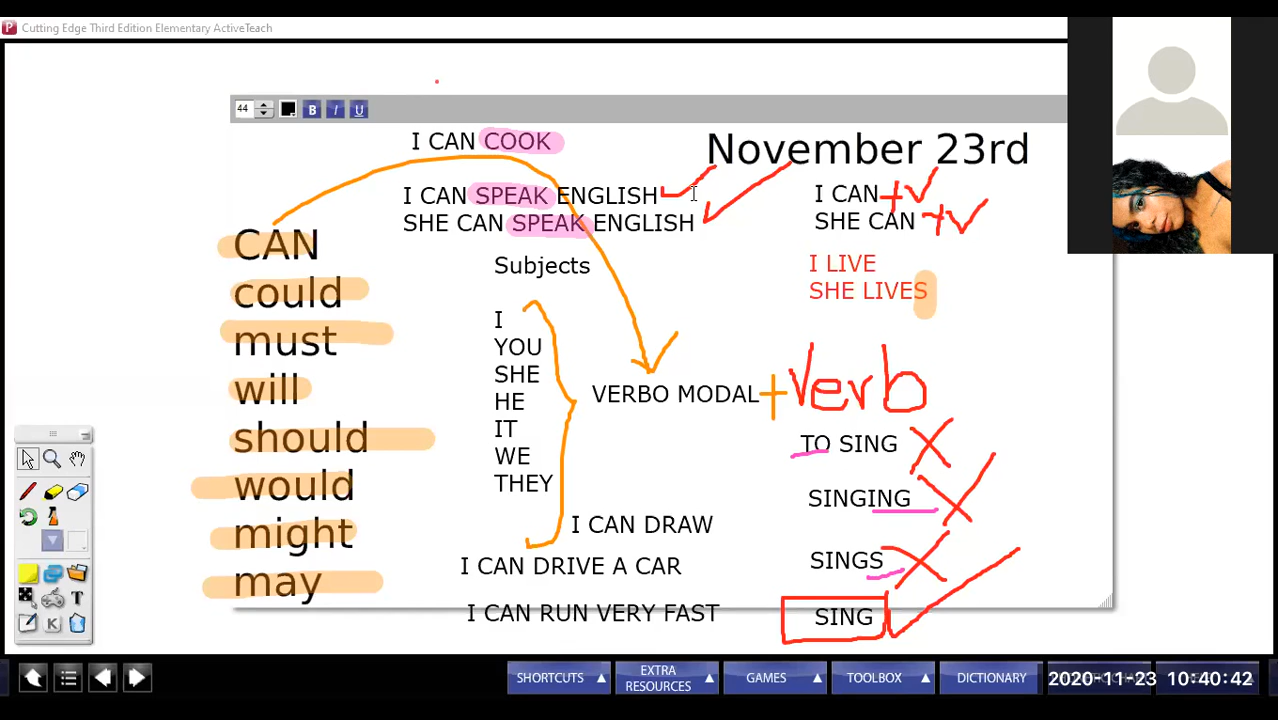 Cutting Edge Third Edition Elementary ActiveTeach
44 B I U
I CAN COOK
November 23rd
I CAN SPEAK ENGLISH
SHE CAN SPEAK ENGLISH
I CAN + V
SHE CAN + V
I LIVE
SHE LIVES
CAN
could
must
will
should
would
might
may
Subjects
I
YOU
SHE
HE
IT
WE
THEY
VERBO MODAL + Verb
TO SING
SINGING
SINGS
SING
I CAN DRAW
I CAN DRIVE A CAR
I CAN RUN VERY FAST
T
K
SHORTCUTS
EXTRA
RESOURCES
GAMES
TOOLBOX
DICTIONARY
2020-11-23 10:40:42